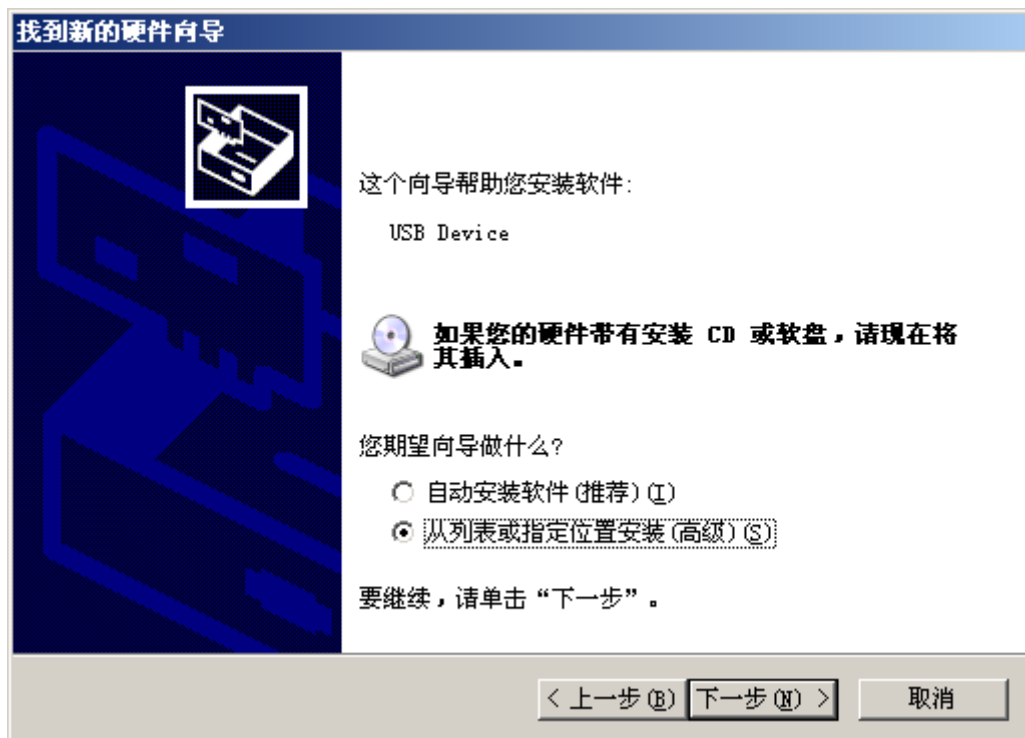 找到新的硬件向导
这个向导帮助您安装软件:
USB Device
如果您的硬件带有安装 CD 或软盘，请现在将
其插入。
您期望向导做什么?
自动安装软件(推荐)(I)
从列表或指定位置安装(高级)(S)
要继续，请单击“下一步”。
< 上一步(B) 下一步(N) > 取消